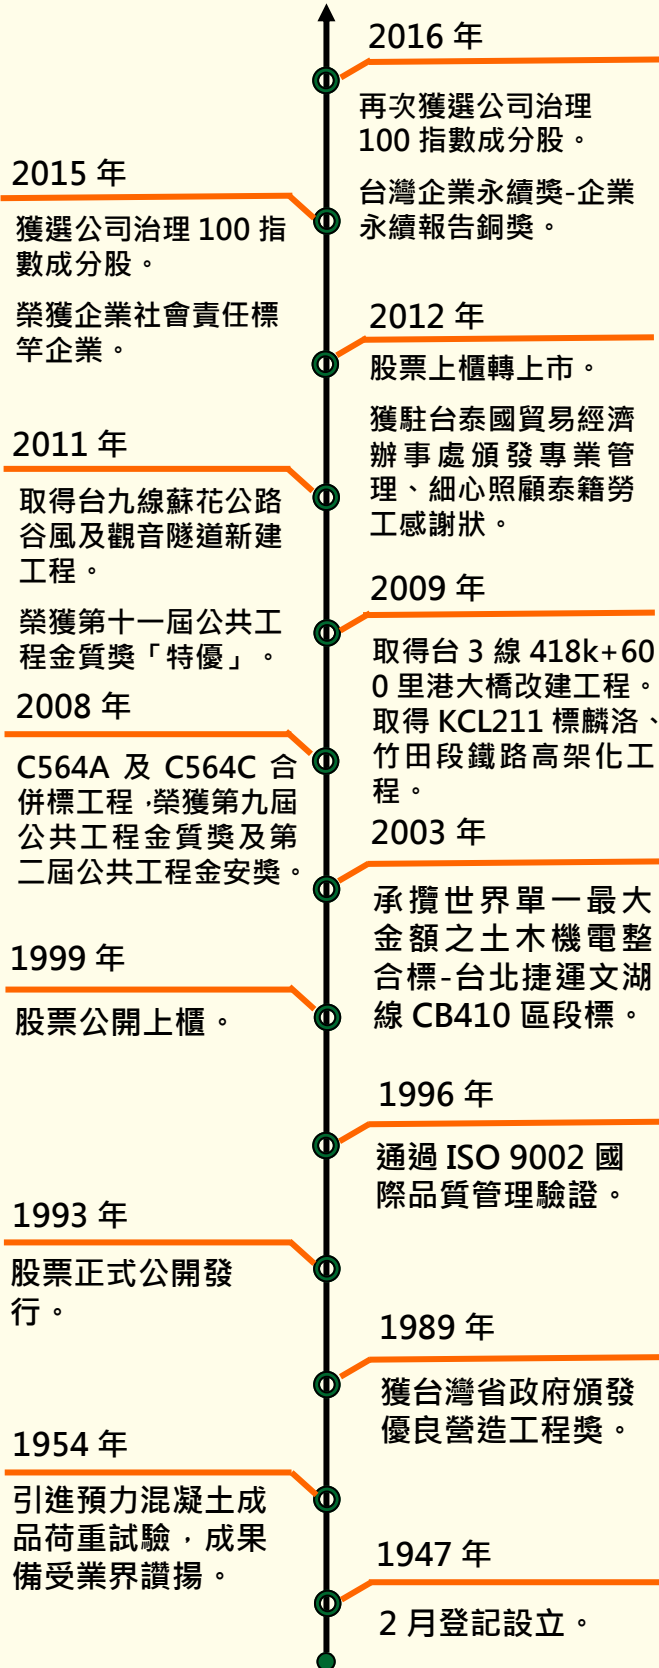 2016 年
再次獲選公司治理
100 指數成分股。
台灣企業永續獎-企業
永續報告銅獎。
2015 年
獲選公司治理 100 指
數成分股。
榮獲企業社會責任標
竿企業。
2012 年
股票上櫃轉上市。
獲駐台泰國貿易經濟
辦事處頒發專業管
理、細心照顧泰籍勞
工感謝狀。
2011 年
取得台九線蘇花公路
谷風及觀音隧道新建
工程。
榮獲第十一屆公共工
程金質獎「特優」。
2009 年
取得台 3 線 418k+60
0 里港大橋改建工程。
取得 KCL211 標麟洛、
竹田段鐵路高架化工
程。
2008 年
C564A 及 C564C 合
併標工程,榮獲第九屆
公共工程金質獎及第
二屆公共工程金安獎。
2003 年
承攬世界單一最大
金額之土木機電整
合標-台北捷運文湖
線 CB410 區段標。
1999 年
股票公開上櫃。
1996 年
通過 ISO 9002 國
際品質管理驗證。
1993 年
股票正式公開發
行。
1989 年
獲台灣省政府頒發
優良營造工程獎。
1954 年
引進預力混凝土成
品荷重試驗，成果
備受業界讚揚。
1947 年
2 月登記設立。